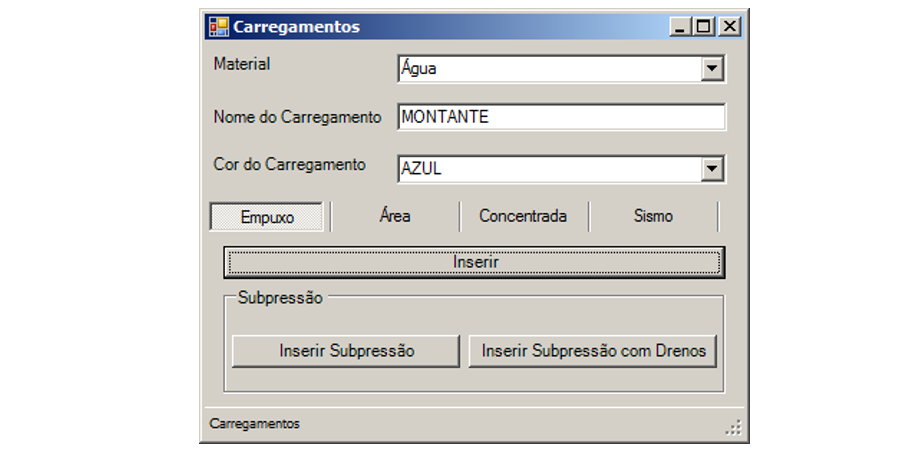 Carregamentos
Material
Água
Nome do Carregamento
MONTANTE
Cor do Carregamento
AZUL
Empuxo
Área
Concentrada
Sismo
Inserir
Subpressão
Inserir Subpressão
Inserir Subpressão com Drenos
Carregamentos